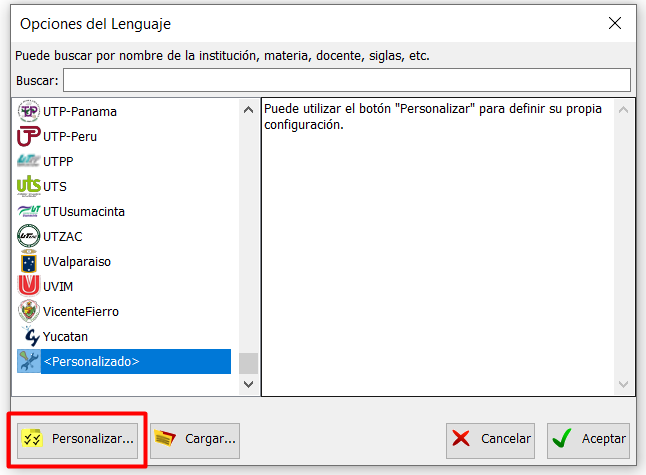 Opciones del Lenguaje
Puede buscar por nombre de la institución, materia, docente, siglas, etc.
Buscar:
UTP-Panama
UTP-Peru
UTPP
UTS
UTUsumacinta
UTZAC
UValparaiso
UVIM
VicenteFierro
Yucatan
<Personalizado>
Puede utilizar el botón "Personalizar" para definir su propia
configuración.
Personalizar...
Cargar...
Cancelar
Aceptar